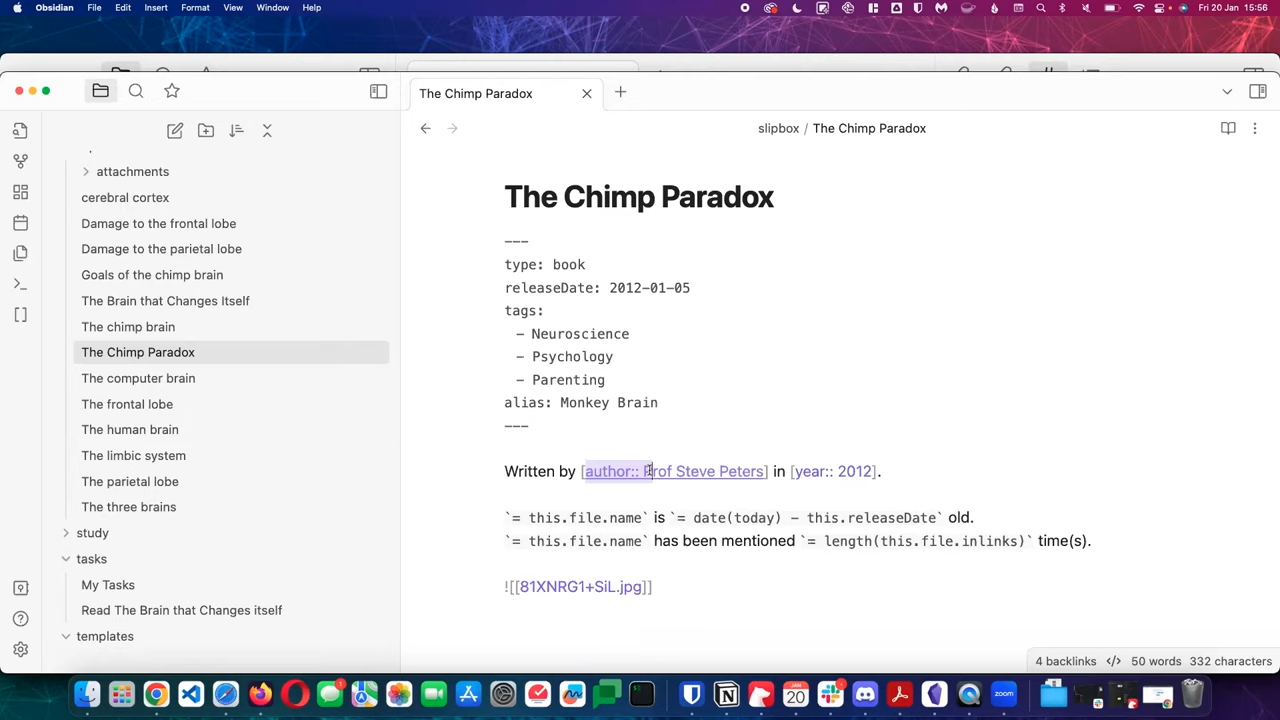 Obsidian File Edit Insert Format View Window Help Fri 20 Jan 15:56
The Chimp Paradox
slipbox / The Chimp Paradox
attachments
cerebral cortex
Damage to the frontal lobe
Damage to the parietal lobe
Goals of the chimp brain
The Brain that Changes Itself
The chimp brain
The Chimp Paradox
The computer brain
The frontal lobe
The human brain
The limbic system
The parietal lobe
The three brains
study
tasks
My Tasks
Read The Brain that Changes itself
templates
The Chimp Paradox
---
type: book
releaseDate: 2012-01-05
tags:
- Neuroscience
- Psychology
- Parenting
alias: Monkey Brain
---
Written by [author:: Prof Steve Peters] in [year:: 2012].
`= this.file.name` is `= date(today) - this.releaseDate` old.
`= this.file.name` has been mentioned `= length(this.file.inlinks)` time(s).
![[81XNRG1+SiL.jpg]]
4 backlinks </> 50 words 332 characters
JAN
20
zoom